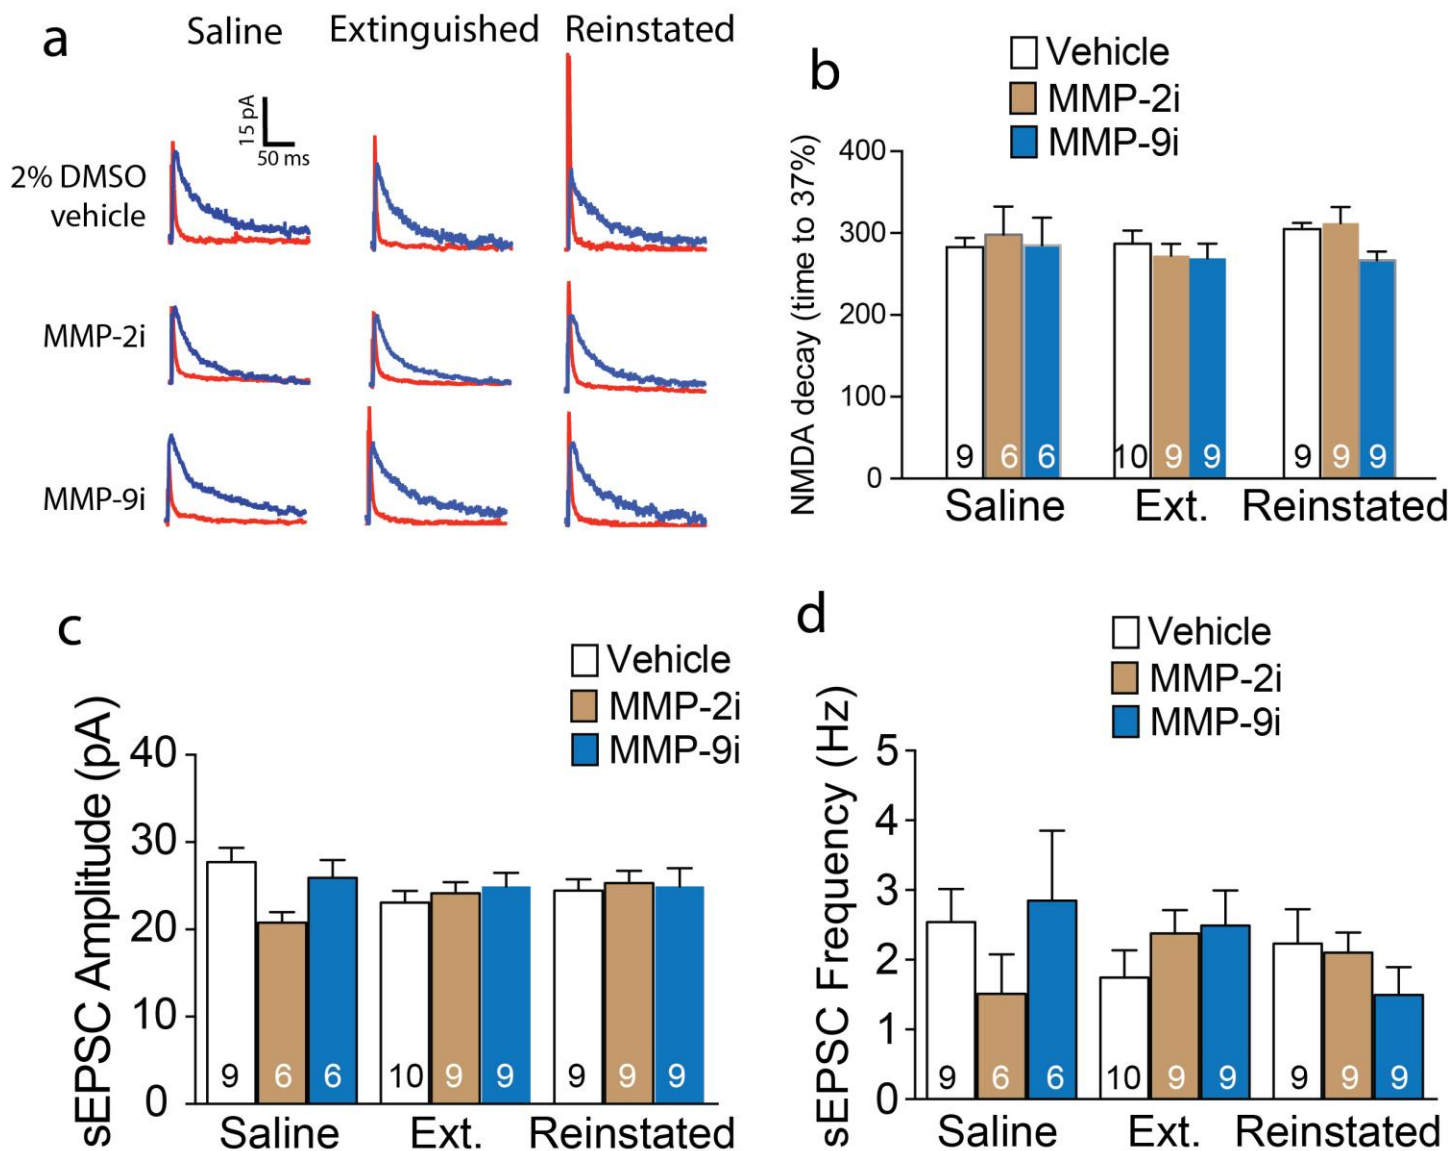 a
Saline Extinguished Reinstated
15 pA
50 ms
2% DMSO
vehicle
MMP-2i
MMP-9i
b
Vehicle
MMP-2i
MMP-9i
NMDA decay (time to 37%)
400
300
200
100
0
9 6 6 10 9 9 9 9 9
Saline Ext. Reinstated
c
Vehicle
MMP-2i
MMP-9i
sEPSC Amplitude (pA)
40
30
20
10
0
9 6 6 10 9 9 9 9 9
Saline Ext. Reinstated
d
Vehicle
MMP-2i
MMP-9i
sEPSC Frequency (Hz)
5
4
3
2
1
0
9 6 6 10 9 9 9 9 9
Saline Ext. Reinstated